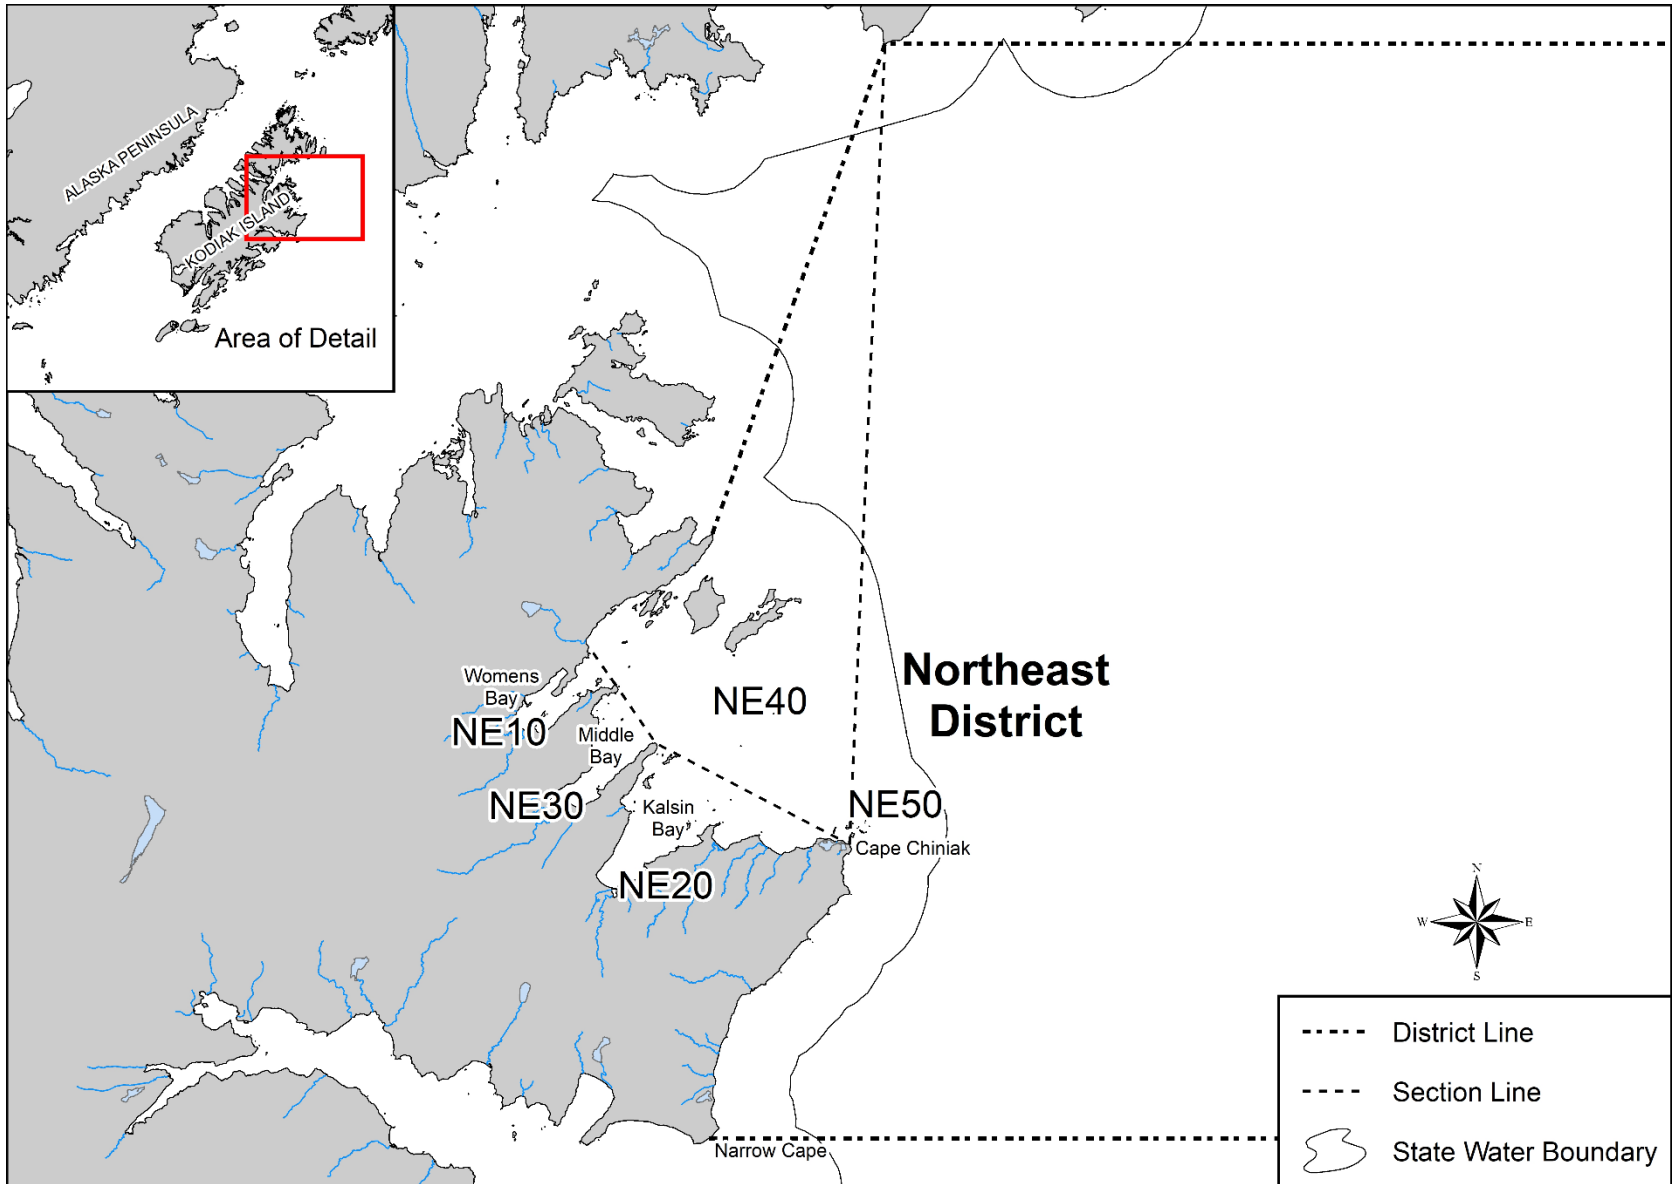 ALASKA PENINSULA
KODIAK ISLAND
Area of Detail
Northeast
District
Womens
Bay
NE10
NE40
Middle
Bay
NE30
Kalsin
Bay
NE50
Cape Chiniak
NE20
N
W
E
S
Narrow Cape
District Line
Section Line
State Water Boundary